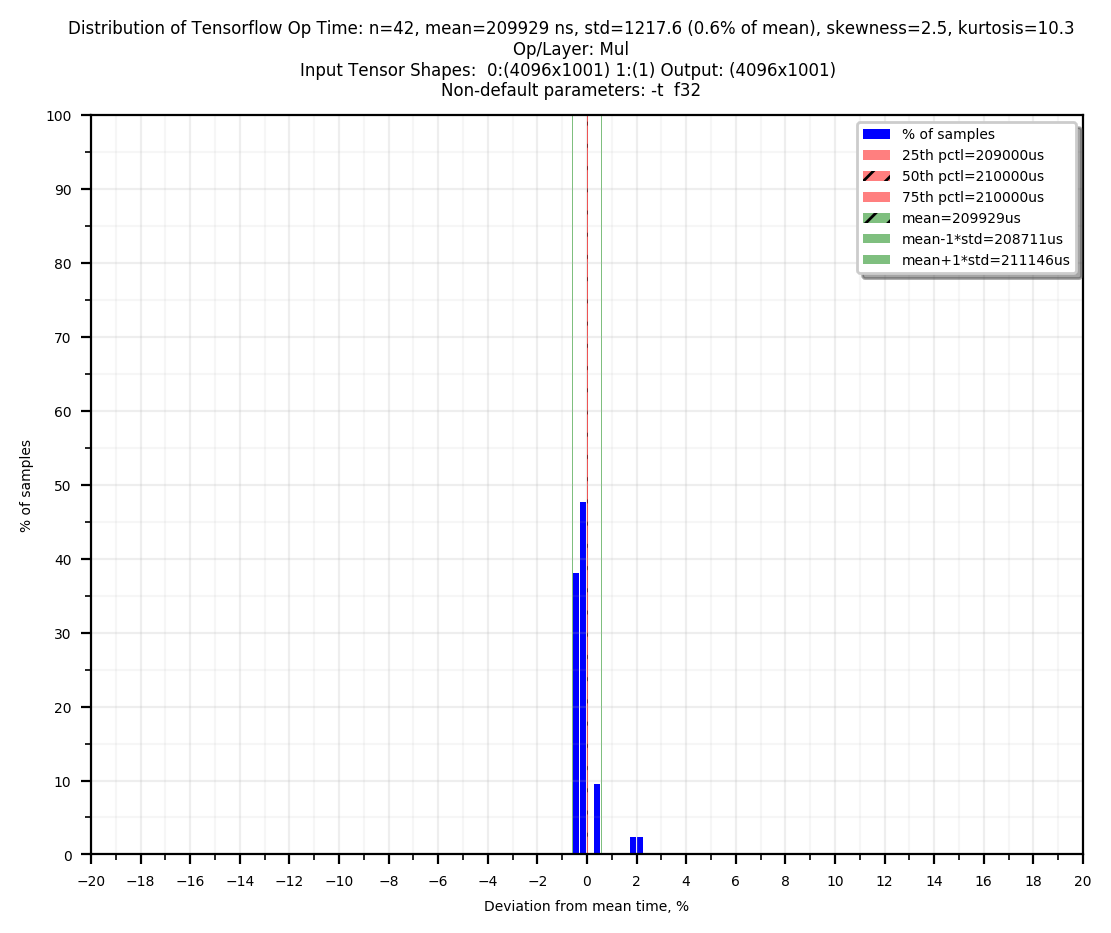 Distribution of Tensorflow Op Time: n=42, mean=209929 ns, std=1217.6 (0.6% of mean), skewness=2.5, kurtosis=10.3
Op/Layer: Mul
Input Tensor Shapes:  0:(4096x1001) 1:(1) Output: (4096x1001)
Non-default parameters: -t  f32
% of samples
100
90
80
70
60
50
40
30
20
10
0
% of samples
25th pctl=209000us
50th pctl=210000us
75th pctl=210000us
mean=209929us
mean-1*std=208711us
mean+1*std=211146us
−20 −18 −16 −14 −12 −10 −8 −6 −4 −2 0 2 4 6 8 10 12 14 16 18 20
Deviation from mean time, %